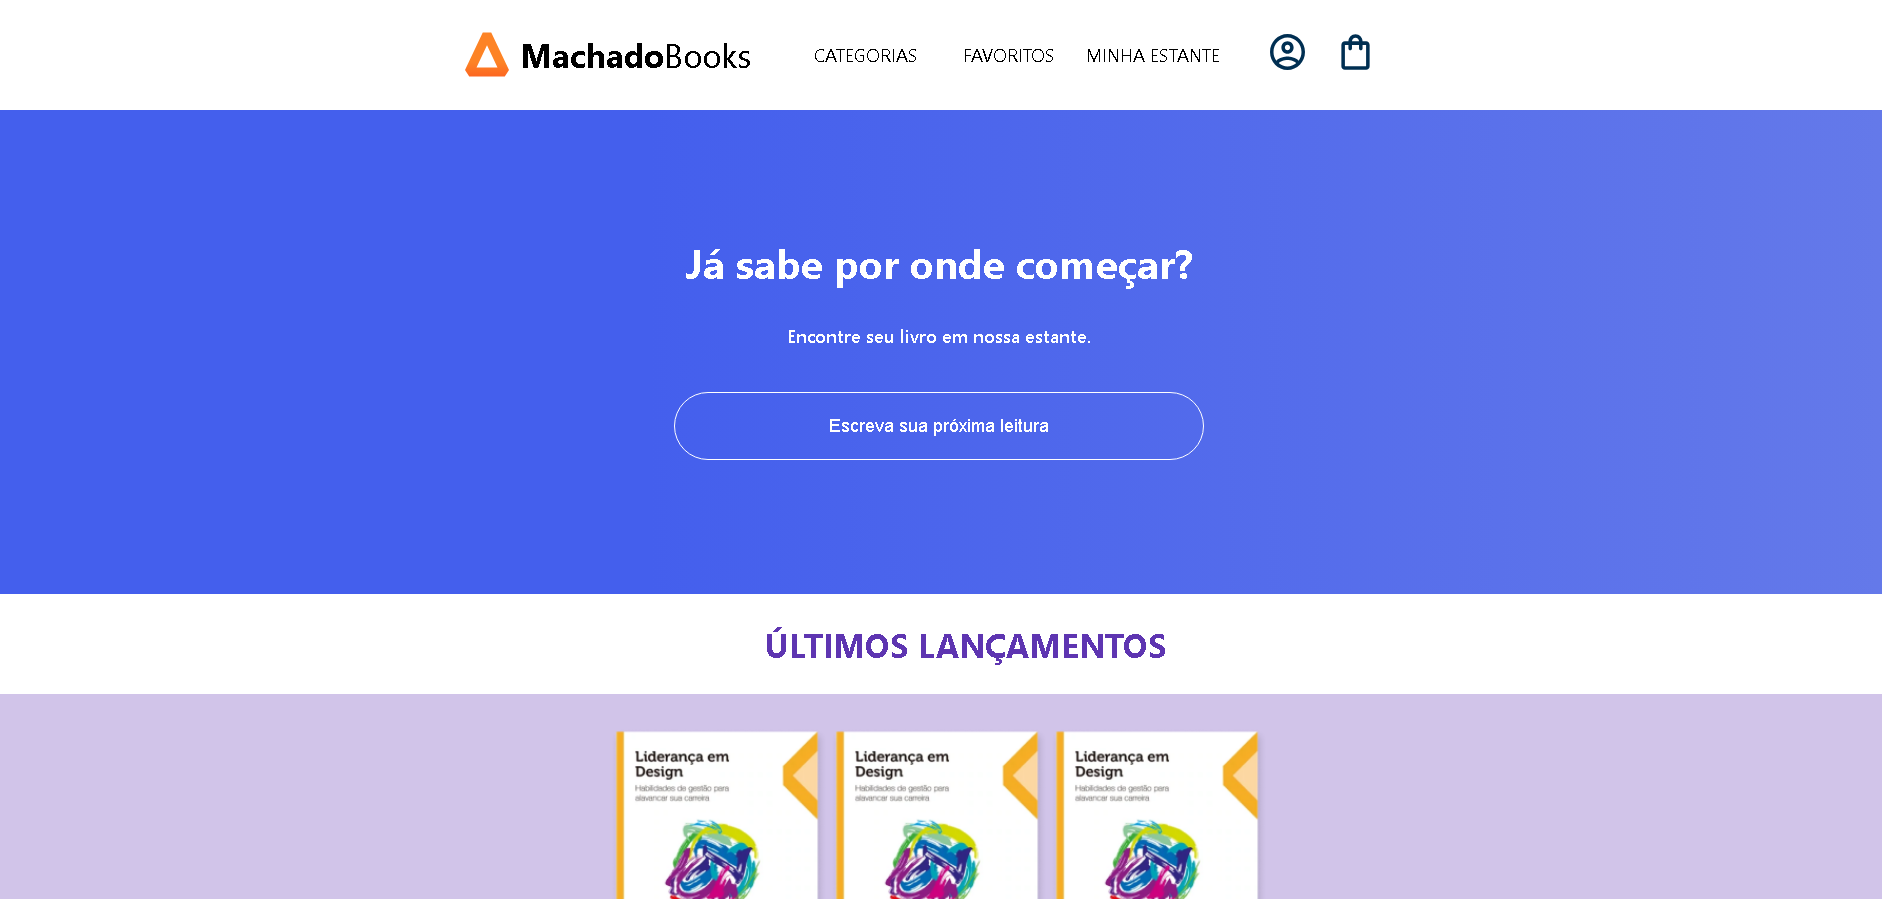 MachadoBooks
CATEGORIAS FAVORITOS MINHA ESTANTE
Já sabe por onde começar?
Encontre seu livro em nossa estante.
Escreva sua próxima leitura
ÚLTIMOS LANÇAMENTOS
Liderança em
Design
Habilidades de gestão para
alavancar sua carreira
Liderança em
Design
Habilidades de gestão para
alavancar sua carreira
Liderança em
Design
Habilidades de gestão para
alavancar sua carreira